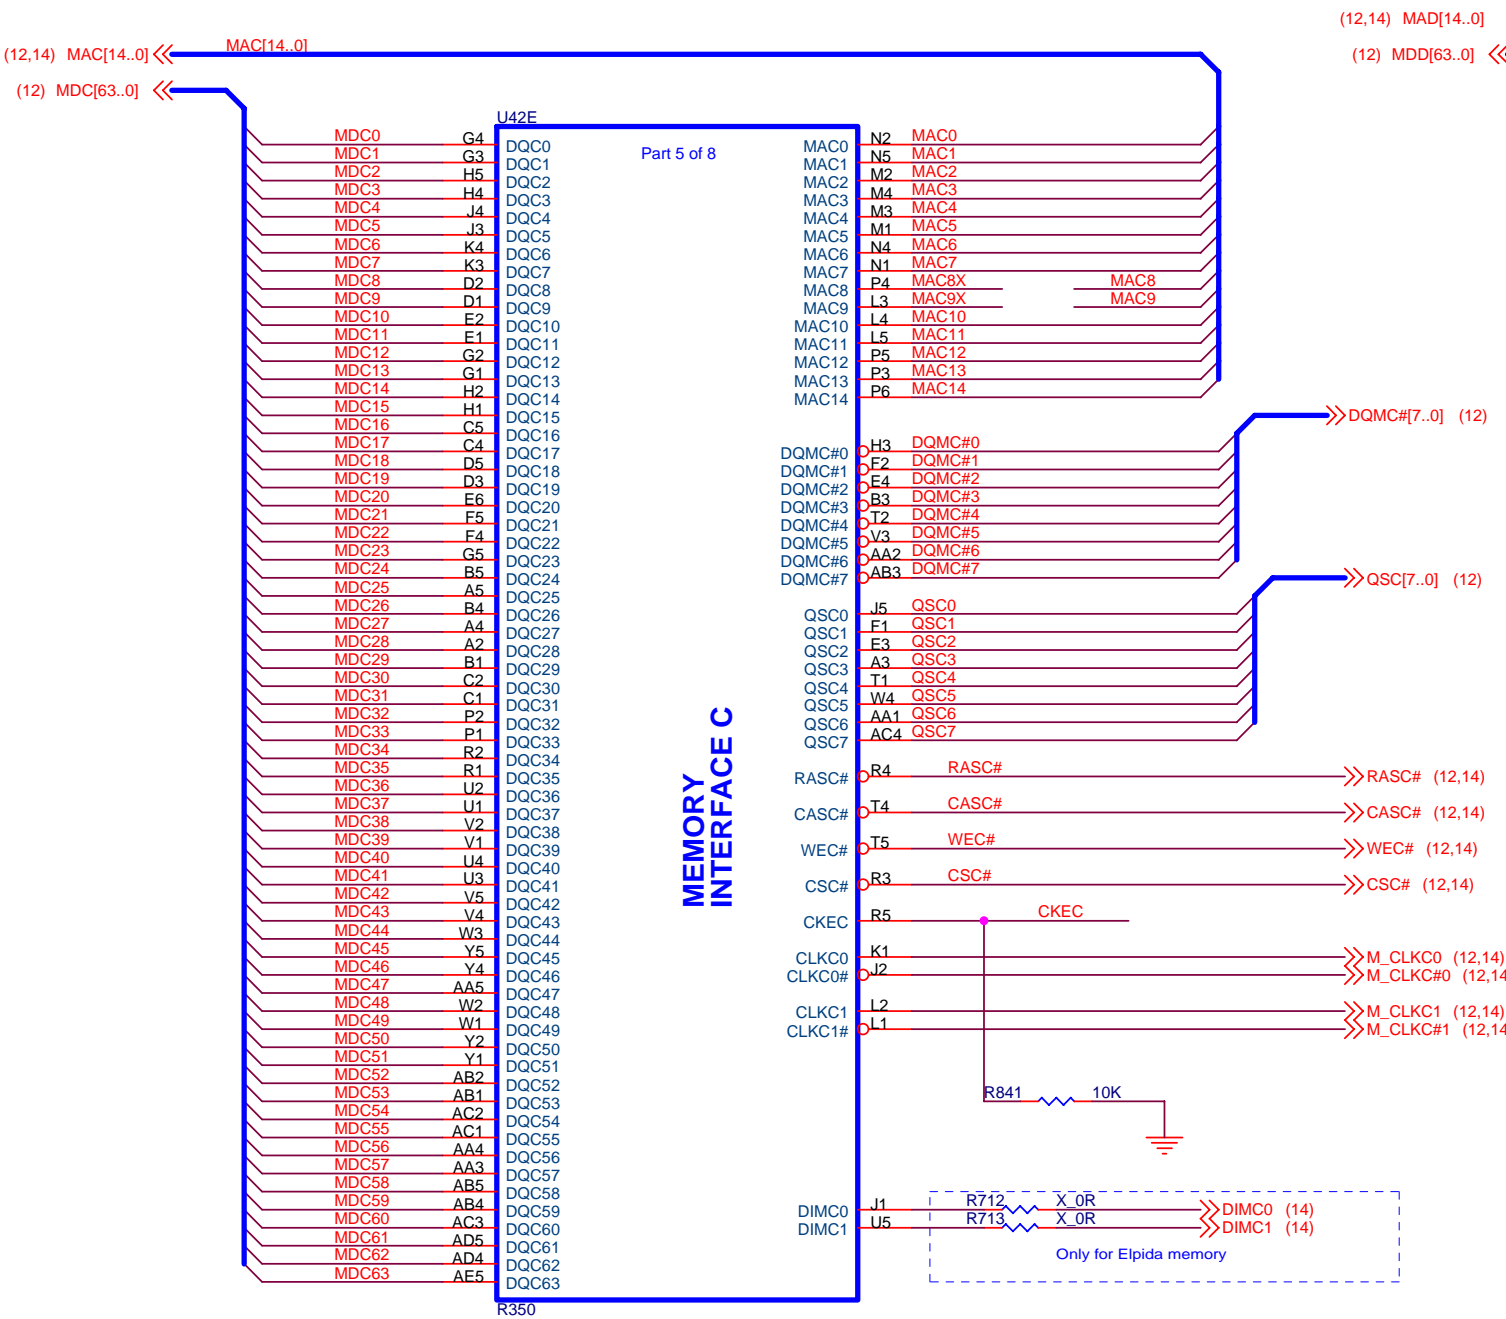 (12,14) MAD[14..0]
(12,14) MAC[14..0] MAC[14..0]
(12) MDD[63..0]
(12) MDC[63..0]
U42E
Part 5 of 8
MDC0 G4 DQC0 MAC0 N2 MAC0
MDC1 G3 DQC1 MAC1 N5 MAC1
MDC2 H5 DQC2 MAC2 M2 MAC2
MDC3 H4 DQC3 MAC3 M4 MAC3
MDC4 J4 DQC4 MAC4 M3 MAC4
MDC5 J3 DQC5 MAC5 M1 MAC5
MDC6 K4 DQC6 MAC6 N4 MAC6
MDC7 K3 DQC7 MAC7 N1 MAC7
MDC8 D2 DQC8 MAC8 P4 MAC8X MAC8
MDC9 D1 DQC9 MAC9 L3 MAC9X MAC9
MDC10 E2 DQC10 MAC10 L4 MAC10
MDC11 E1 DQC11 MAC11 L5 MAC11
MDC12 G2 DQC12 MAC12 P5 MAC12
MDC13 G1 DQC13 MAC13 P3 MAC13
MDC14 H2 DQC14 MAC14 P6 MAC14
MDC15 H1 DQC15
MDC16 C5 DQC16
DQMC#[7..0] (12)
MDC17 C4 DQC17 DQMC#0 H3 DQMC#0
MDC18 D5 DQC18 DQMC#1 F2 DQMC#1
MDC19 D3 DQC19 DQMC#2 E4 DQMC#2
MDC20 E6 DQC20 DQMC#3 B3 DQMC#3
MDC21 F5 DQC21 DQMC#4 T2 DQMC#4
MDC22 F4 DQC22 DQMC#5 V3 DQMC#5
MDC23 G5 DQC23 DQMC#6 AA2 DQMC#6
MDC24 B5 DQC24 DQMC#7 AB3 DQMC#7
QSC[7..0] (12)
MDC25 A5 DQC25
MDC26 B4 DQC26 QSC0 J5 QSC0
MDC27 A4 DQC27 QSC1 F1 QSC1
MDC28 A2 DQC28 QSC2 E3 QSC2
MDC29 B1 DQC29 QSC3 A3 QSC3
MDC30 C2 DQC30 QSC4 T1 QSC4
MDC31 C1 DQC31 QSC5 W4 QSC5
MDC32 P2 DQC32 QSC6 AA1 QSC6
MDC33 P1 DQC33 QSC7 AC4 QSC7
MDC34 R2 DQC34
MDC35 R1 DQC35 RASC# R4 RASC# RASC# (12,14)
MDC36 U2 DQC36
MDC37 U1 DQC37 CASC# T4 CASC# CASC# (12,14)
MDC38 V2 DQC38
MDC39 V1 DQC39 WEC# T5 WEC# WEC# (12,14)
MDC40 U4 DQC40
MDC41 U3 DQC41 CSC# R3 CSC# CSC# (12,14)
MEMORY
INTERFACE C
MDC42 V5 DQC42
MDC43 V4 DQC43 CKEC R5 CKEC
MDC44 W3 DQC44
MDC45 Y5 DQC45 CLKC0 K1 M_CLKC0 (12,14)
MDC46 Y4 DQC46 CLKC0# J2 M_CLKC#0 (12,14
MDC47 AA5 DQC47
MDC48 W2 DQC48 CLKC1 L2 M_CLKC1 (12,14)
MDC49 W1 DQC49 CLKC1# L1 M_CLKC#1 (12,14
MDC50 Y2 DQC50
MDC51 Y1 DQC51
MDC52 AB2 DQC52
MDC53 AB1 DQC53 R841 10K
MDC54 AC2 DQC54
MDC55 AC1 DQC55
MDC56 AA4 DQC56
MDC57 AA3 DQC57
MDC58 AB5 DQC58
MDC59 AB4 DQC59 DIMC0 J1 R712 X_0R DIMC0 (14)
MDC60 AC3 DQC60 DIMC1 U5 R713 X_0R DIMC1 (14)
MDC61 AD5 DQC61
MDC62 AD4 DQC62 Only for Elpida memory
MDC63 AE5 DQC63
R350